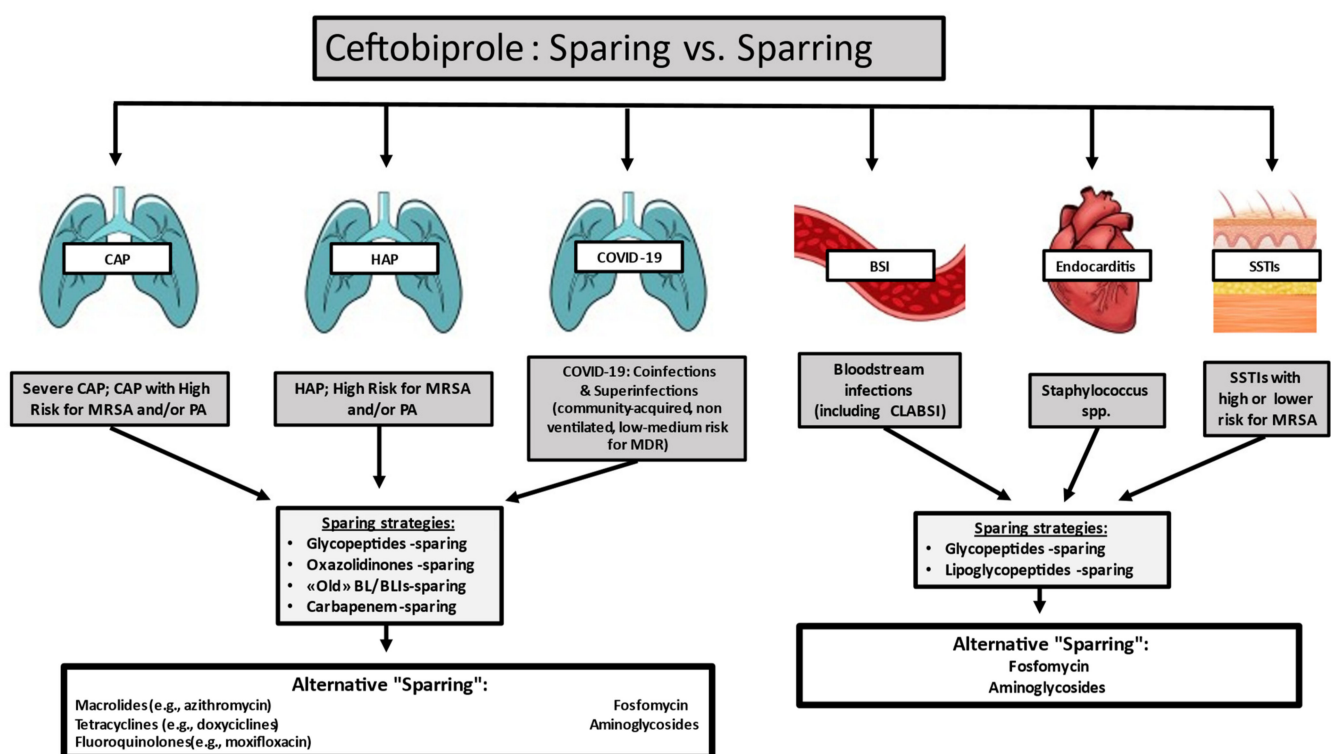 Ceftobiprole : Sparing vs. Sparring
CAP
HAP
COVID-19
BSI
Endocarditis
SSTIs
Severe CAP; CAP with High
Risk for MRSA and/or PA
HAP; High Risk for MRSA
and/or PA
COVID-19: Coinfections
& Superinfections
(community-acquired, non
ventilated, low-medium risk
for MDR)
Bloodstream
infections
(including CLABSI)
Staphylococcus
spp.
SSTIs with
high or lower
risk for MRSA
Sparing strategies:
• Glycopeptides -sparing
• Oxazolidinones -sparing
• «Old» BL/BLIs-sparing
• Carbapenem -sparing
Sparing strategies:
• Glycopeptides -sparing
• Lipoglycopeptides -sparing
Alternative "Sparring":
Macrolides (e.g., azithromycin)
Tetracyclines (e.g., doxyciclines)
Fluoroquinolones(e.g., moxifloxacin)
Fosfomycin
Aminoglycosides
Alternative "Sparring":
Fosfomycin
Aminoglycosides